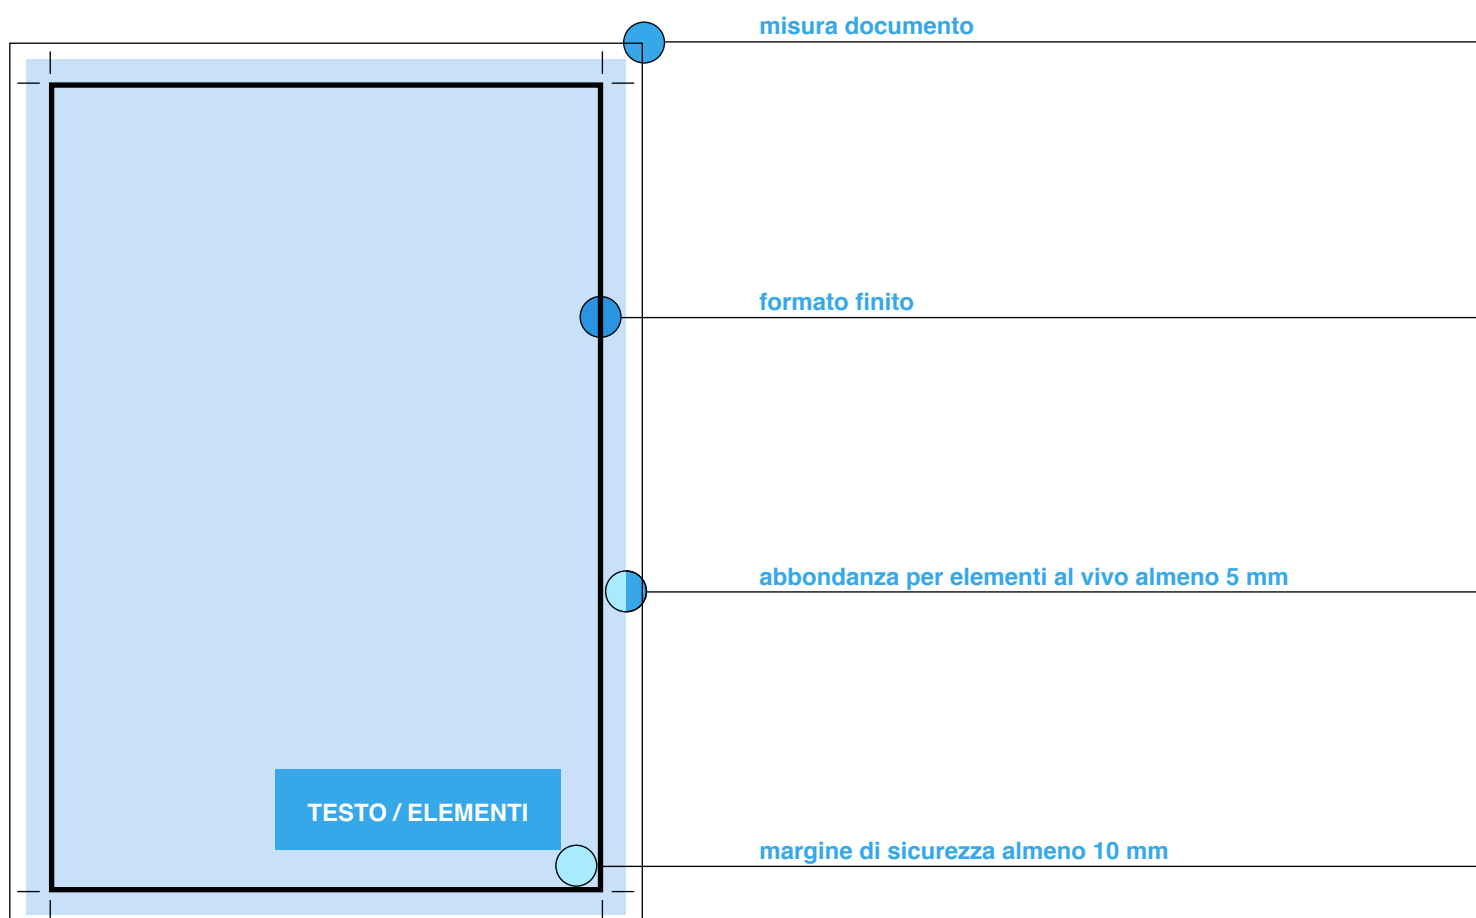 misura documento
formato finito
abbondanza per elementi al vivo almeno 5 mm
TESTO / ELEMENTI
margine di sicurezza almeno 10 mm